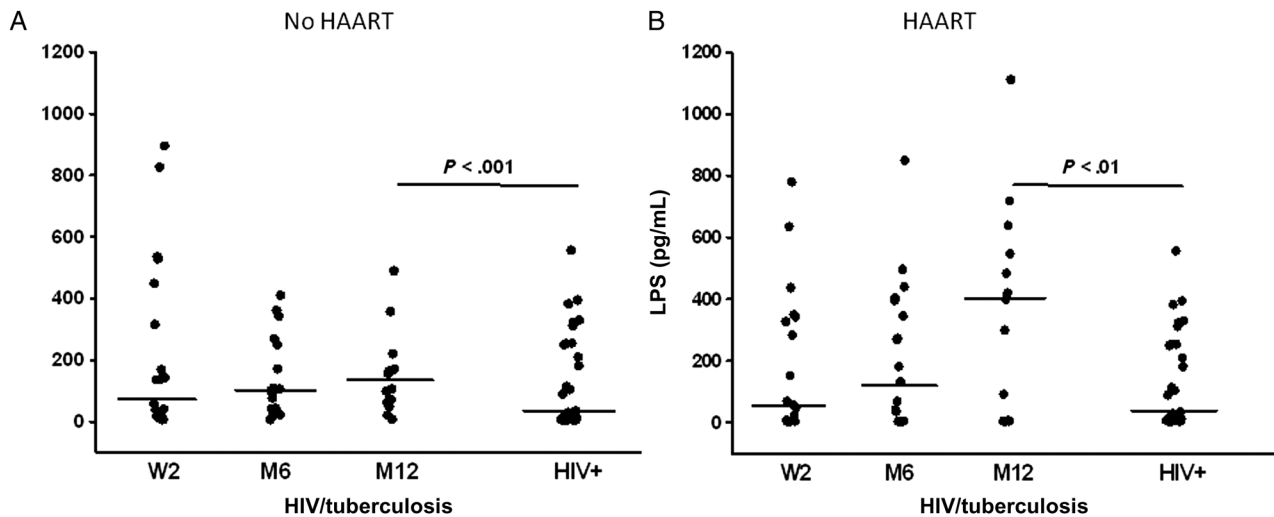 A
No HAART
1200
1000
800
600
400
200
0
P < .001
W2
M6
M12
HIV+
HIV/tuberculosis
B
HAART
LPS (pg/mL)
1200
1000
800
600
400
200
0
P < .01
W2
M6
M12
HIV+
HIV/tuberculosis